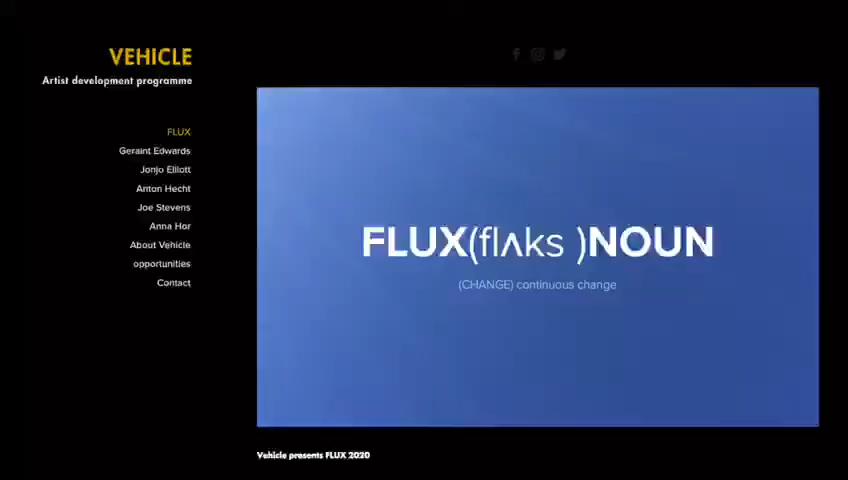 VEHICLE
Artist development programme
FLUX
Geraint Edwards
Jonjo Elliott
Anton Hecht
Joe Stevens
Anna Hor
About Vehicle
opportunities
Contact
FLUX(flʌks )NOUN
(CHANGE) continuous change
Vehicle presents FLUX 2020